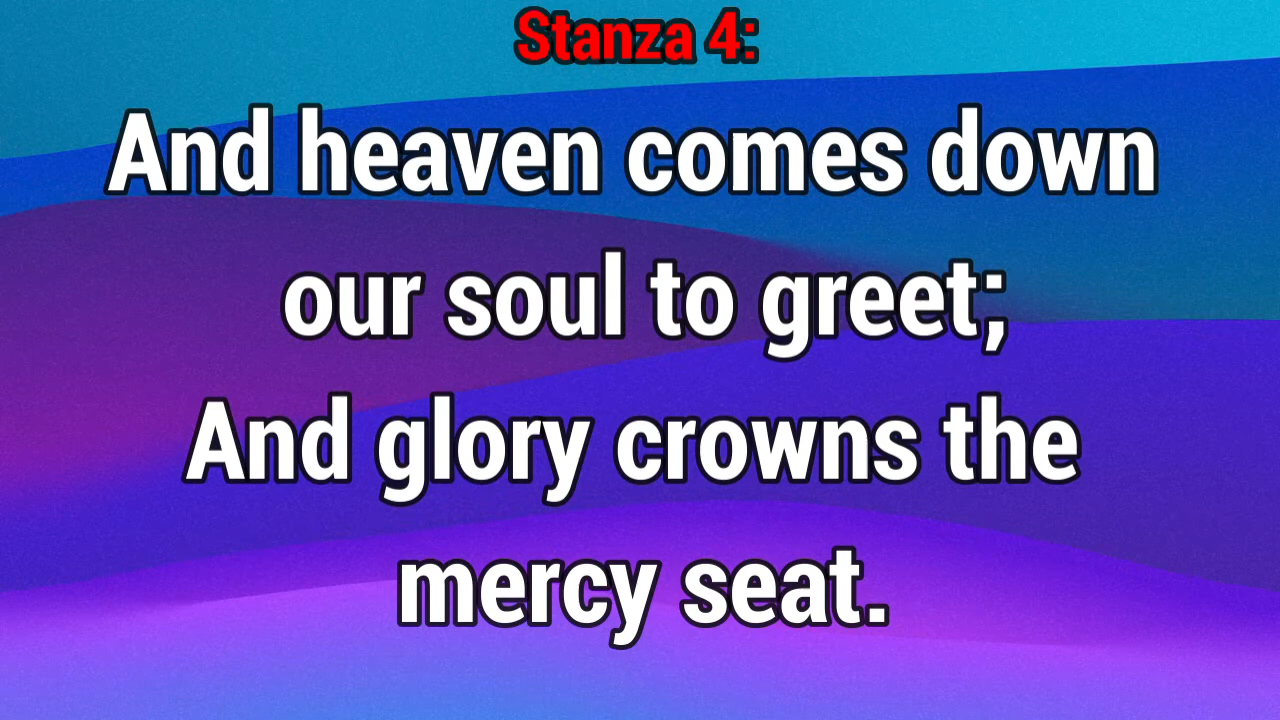 Stanza 4:
And heaven comes down
our soul to greet;
And glory crowns the
mercy seat.